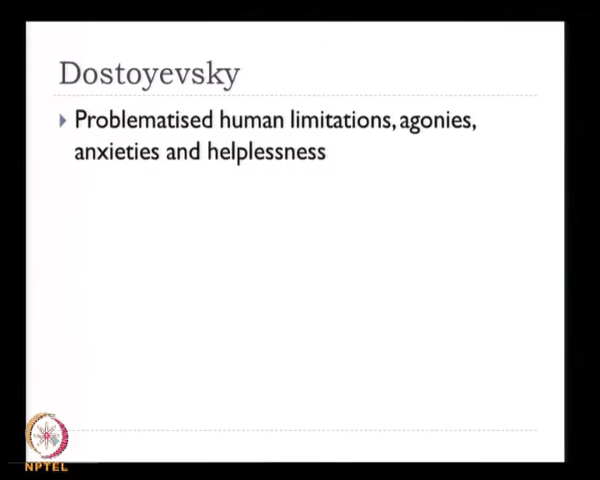 Dostoyevsky
Problematised human limitations, agonies,
anxieties and helplessness
NPTEL